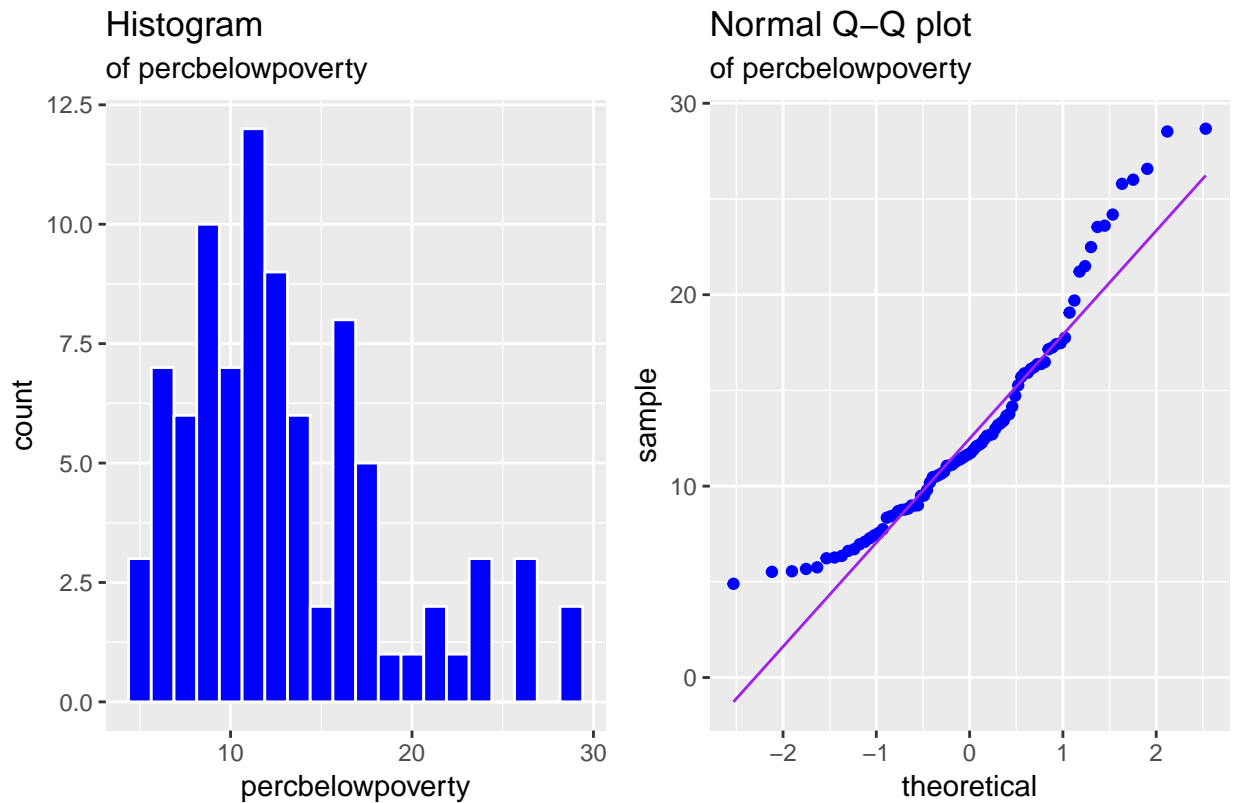 Histogram
of percbelowpoverty
12.5
10.0
7.5
5.0
2.5
0.0
count
10
20
30
percbelowpoverty
Normal Q−Q plot
of percbelowpoverty
30
20
10
0
sample
−2
−1
0
1
2
theoretical